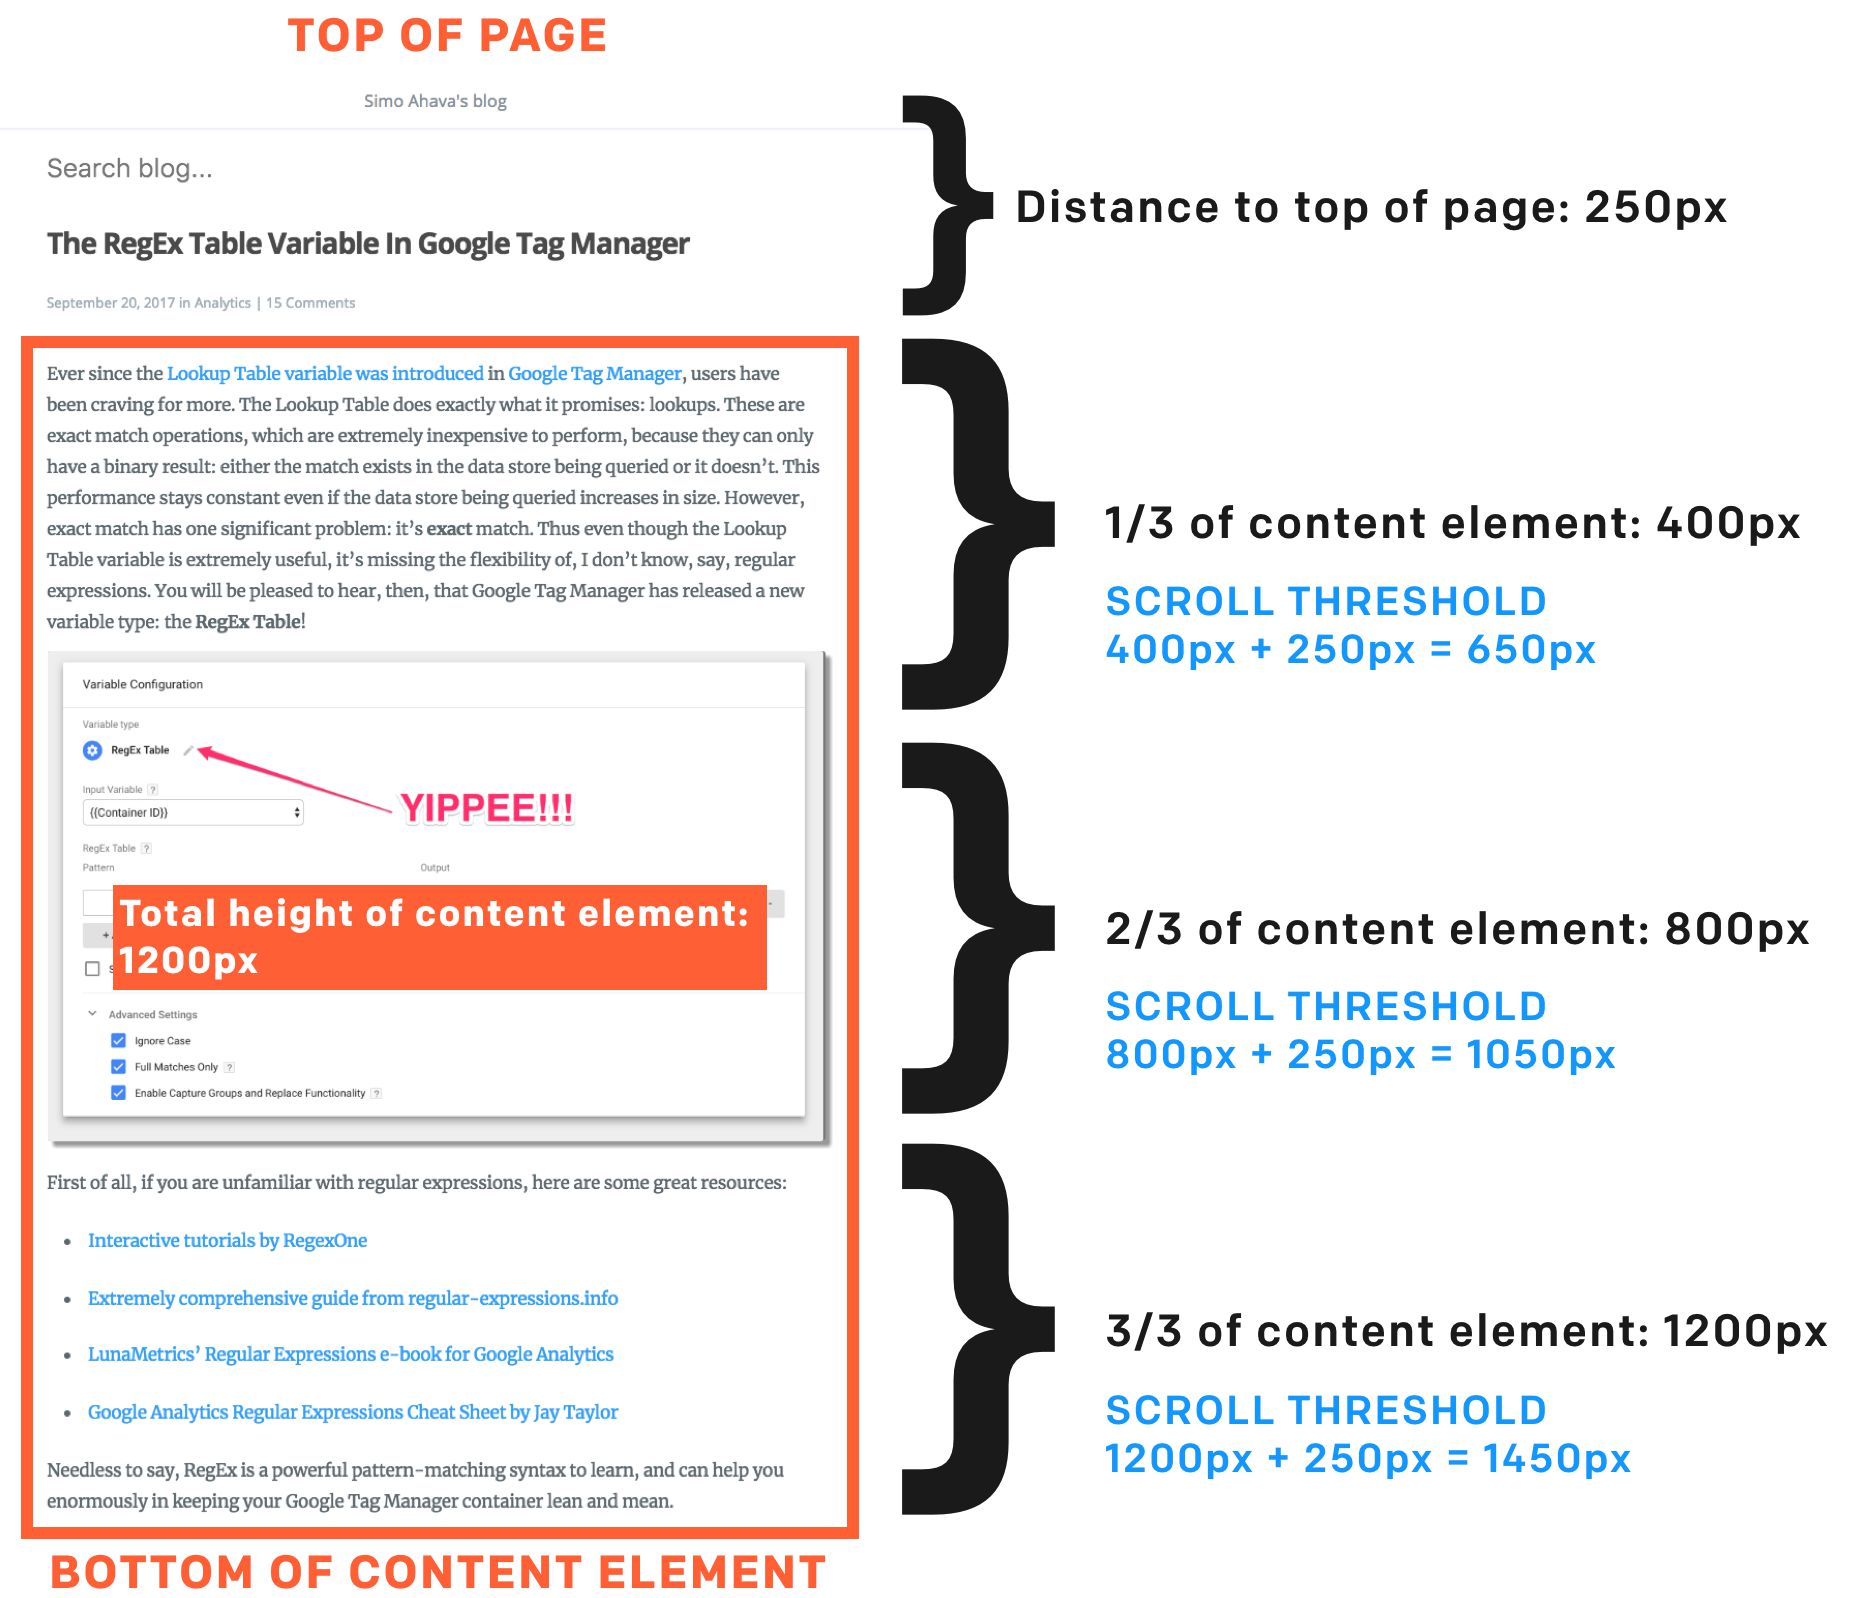 TOP OF PAGE
Simo Ahava's blog
Search blog...
Distance to top of page: 250px
The RegEx Table Variable In Google Tag Manager
September 20, 2017 in Analytics | 15 Comments
Ever since the Lookup Table variable was introduced in Google Tag Manager, users have
been craving for more. The Lookup Table does exactly what it promises: lookups. These are
exact match operations, which are extremely inexpensive to perform, because they can only
have a binary result: either the match exists in the data store being queried or it doesn’t. This
performance stays constant even if the data store being queried increases in size. However,
exact match has one significant problem: it’s exact match. Thus even though the Lookup
Table variable is extremely useful, it’s missing the flexibility of, I don’t know, say, regular
expressions. You will be pleased to hear, then, that Google Tag Manager has released a new
variable type: the RegEx Table!
1/3 of content element: 400px
SCROLL THRESHOLD
400px + 250px = 650px
Variable Configuration
Variable type
RegEx Table
YIPPEE!!!
Input Variable ?
{{Container ID}}
RegEx Table ?
Pattern
Output
Total height of content element:
1200px
Advanced Settings
Ignore Case
Full Matches Only ?
Enable Capture Groups and Replace Functionality ?
2/3 of content element: 800px
SCROLL THRESHOLD
800px + 250px = 1050px
First of all, if you are unfamiliar with regular expressions, here are some great resources:
• Interactive tutorials by RegexOne
• Extremely comprehensive guide from regular-expressions.info
• LunaMetrics’ Regular Expressions e-book for Google Analytics
• Google Analytics Regular Expressions Cheat Sheet by Jay Taylor
Needless to say, RegEx is a powerful pattern-matching syntax to learn, and can help you
enormously in keeping your Google Tag Manager container lean and mean.
3/3 of content element: 1200px
SCROLL THRESHOLD
1200px + 250px = 1450px
BOTTOM OF CONTENT ELEMENT